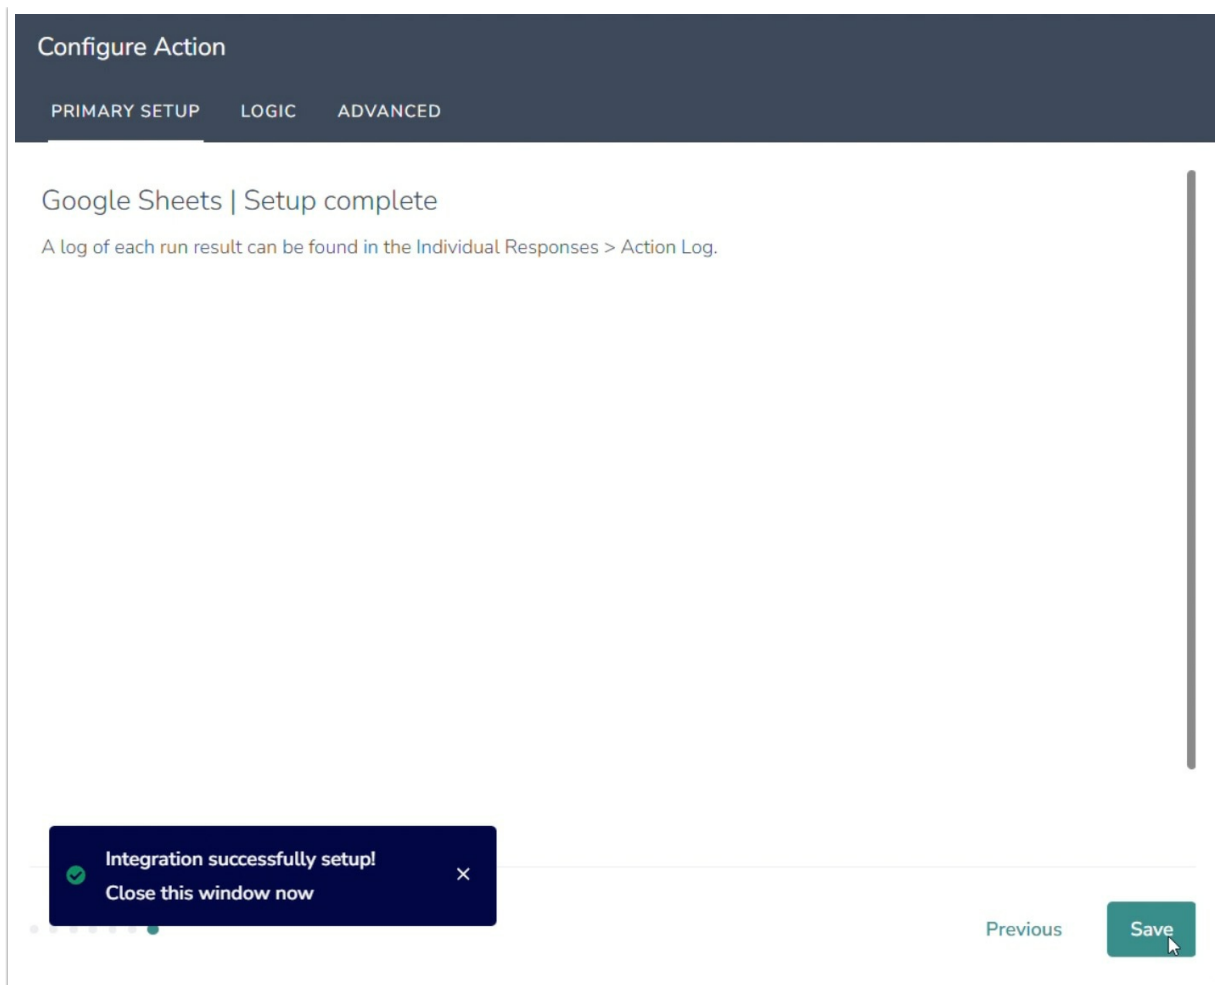 Configure Action
PRIMARY SETUP LOGIC ADVANCED
Google Sheets | Setup complete
A log of each run result can be found in the Individual Responses > Action Log.
Integration successfully setup!
Close this window now
Previous Save